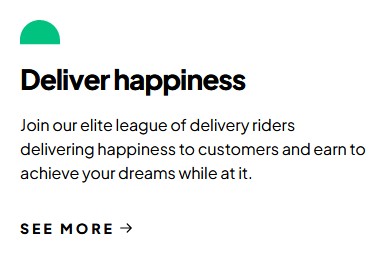 Deliver happiness
Join our elite league of delivery riders
delivering happiness to customers and earn to
achieve your dreams while at it.
SEE MORE →